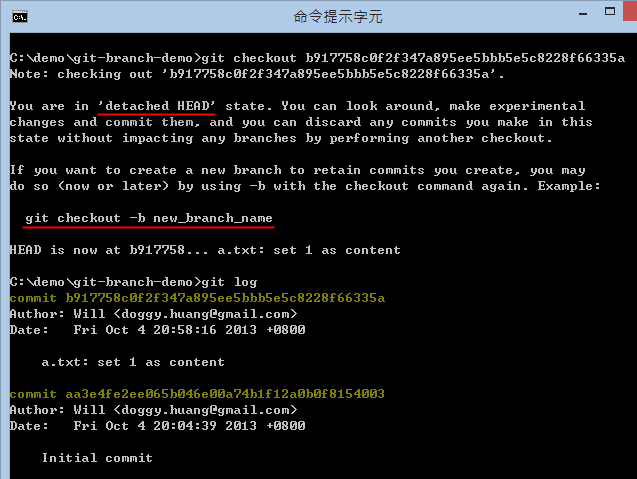 命令提示字元
C:\demo\git-branch-demo>git checkout b917758c0f2f347a895ee5bbb5e5c8228f66335a
Note: checking out 'b917758c0f2f347a895ee5bbb5e5c8228f66335a'.
You are in 'detached HEAD' state. You can look around, make experimental
changes and commit them, and you can discard any commits you make in this
state without impacting any branches by performing another checkout.
If you want to create a new branch to retain commits you create, you may
do so (now or later) by using -b with the checkout command again. Example:
git checkout -b new_branch_name
HEAD is now at b917758... a.txt: set 1 as content
C:\demo\git-branch-demo>git log
commit b917758c0f2f347a895ee5bbb5e5c8228f66335a
Author: Will <doggy.huang@gmail.com>
Date:   Fri Oct 4 20:58:16 2013 +0800
a.txt: set 1 as content
commit aa3e4fe2ee065b046e00a74b1f12a0b0f8154003
Author: Will <doggy.huang@gmail.com>
Date:   Fri Oct 4 20:04:39 2013 +0800
Initial commit